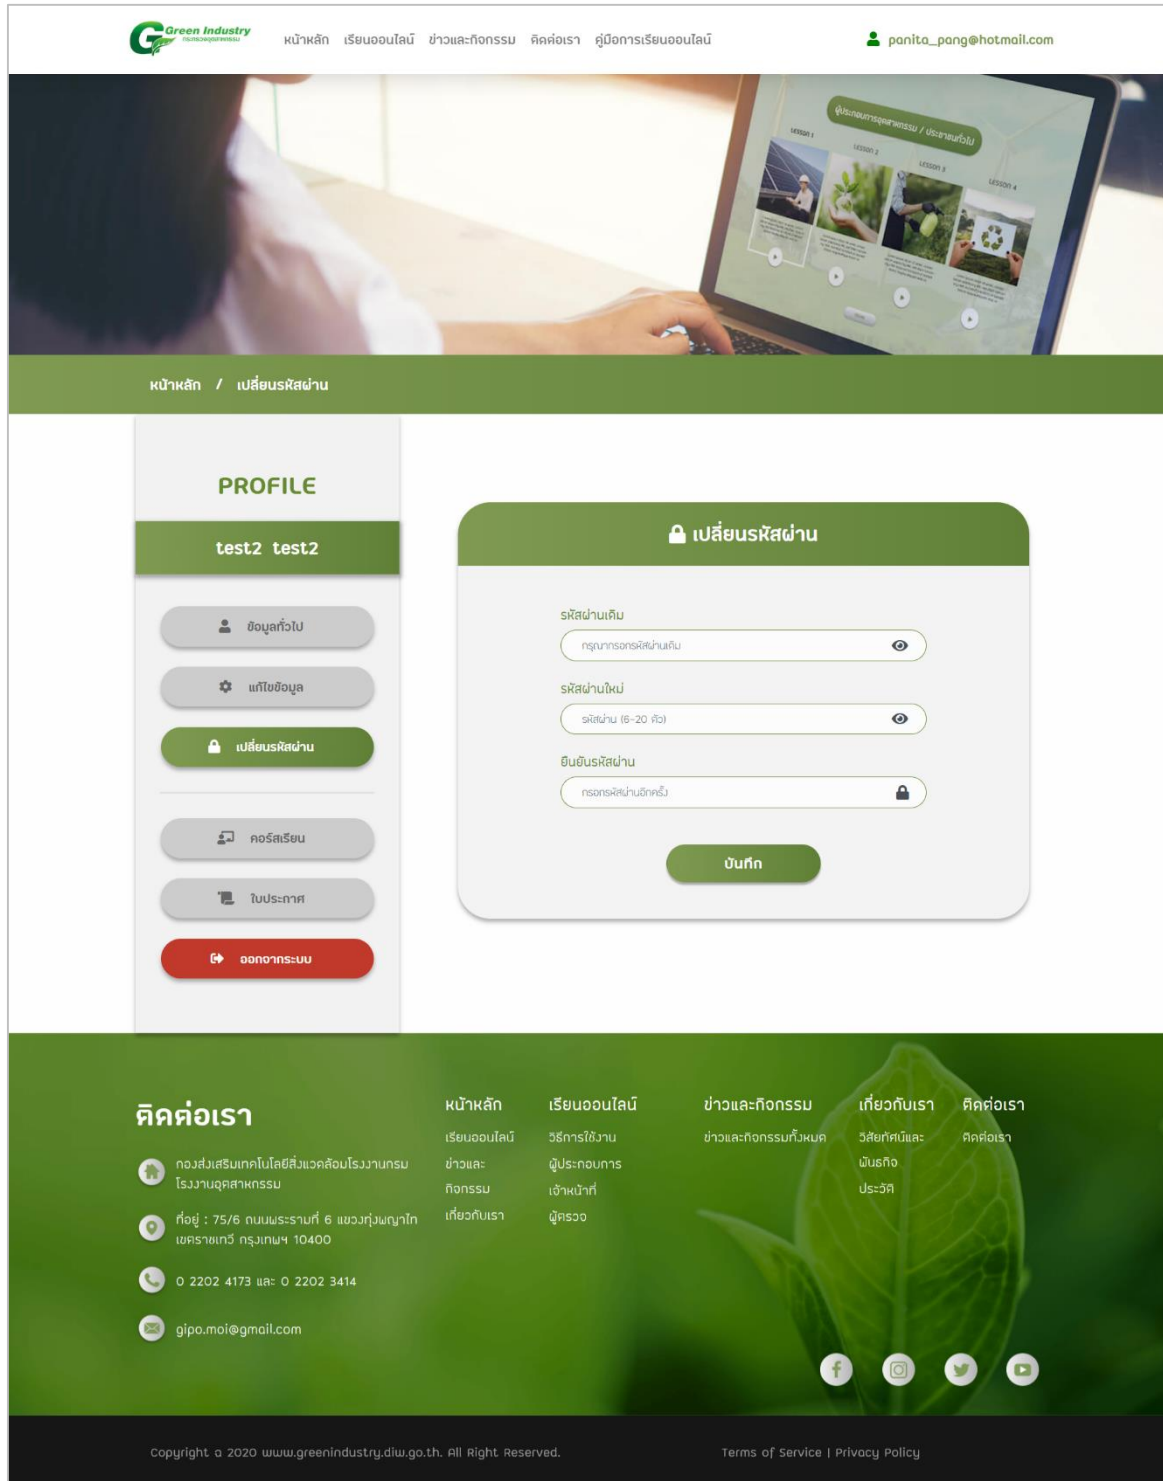 Green Industry
กระทรวงอุตสาหกรรม
หน้าหลัก เรียนออนไลน์ ข่าวและกิจกรรม ติดต่อเรา คู่มือการเรียนออนไลน์
panita_pang@hotmail.com
ผู้ประกอบการอุตสาหกรรม / ประชาชนทั่วไป
LESSON 1 LESSON 2 LESSON 3 LESSON 4
หน้าหลัก / เปลี่ยนรหัสผ่าน
PROFILE
test2 test2
ข้อมูลทั่วไป
แก้ไขข้อมูล
เปลี่ยนรหัสผ่าน
คอร์สเรียน
ใบประกาศ
ออกจากระบบ
เปลี่ยนรหัสผ่าน
รหัสผ่านเดิม
กรุณากรอกรหัสผ่านเดิม
รหัสผ่านใหม่
รหัสผ่าน (6-20 ตัว)
ยืนยันรหัสผ่าน
กรอกรหัสผ่านอีกครั้ง
บันทึก
ติดต่อเรา
กองส่งเสริมเทคโนโลยีสิ่งแวดล้อมโรงงานกรม
โรงงานอุตสาหกรรม
ที่อยู่ : 75/6 ถนนพระรามที่ 6 แขวงทุ่งพญาไท
เขตราชเทวี กรุงเทพฯ 10400
0 2202 4173 และ 0 2202 3414
gipo.moi@gmail.com
หน้าหลัก
เรียนออนไลน์
ข่าวและ
กิจกรรม
เกี่ยวกับเรา
เรียนออนไลน์
วิธีการใช้งาน
ผู้ประกอบการ
เจ้าหน้าที่
ผู้ตรวจ
ข่าวและกิจกรรม
ข่าวและกิจกรรมทั้งหมด
เกี่ยวกับเรา
วิสัยทัศน์และ
พันธกิจ
ประวัติ
ติดต่อเรา
ติดต่อเรา
Copyright a 2020 www.greenindustry.diw.go.th. All Right Reserved.
Terms of Service | Privacy Policy